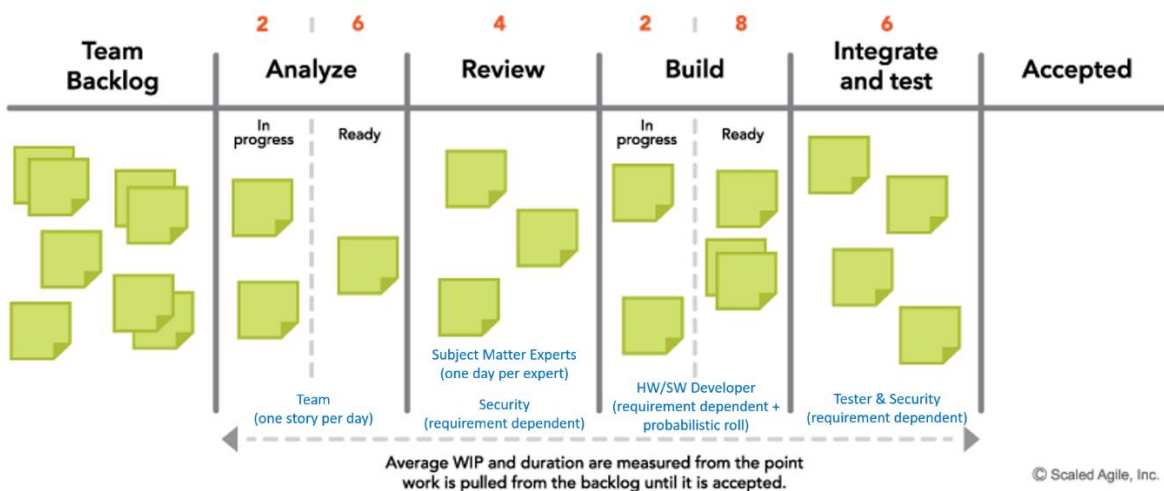 2 6 4 2 8 6
Team
Backlog
Analyze
Review
Build
Integrate
and test
Accepted
In
progress
Ready
In
progress
Ready
Team
(one story per day)
Subject Matter Experts
(one day per expert)
Security
(requirement dependent)
HW/SW Developer
(requirement dependent +
probabilistic roll)
Tester & Security
(requirement dependent)
Average WIP and duration are measured from the point
work is pulled from the backlog until it is accepted.
© Scaled Agile, Inc.